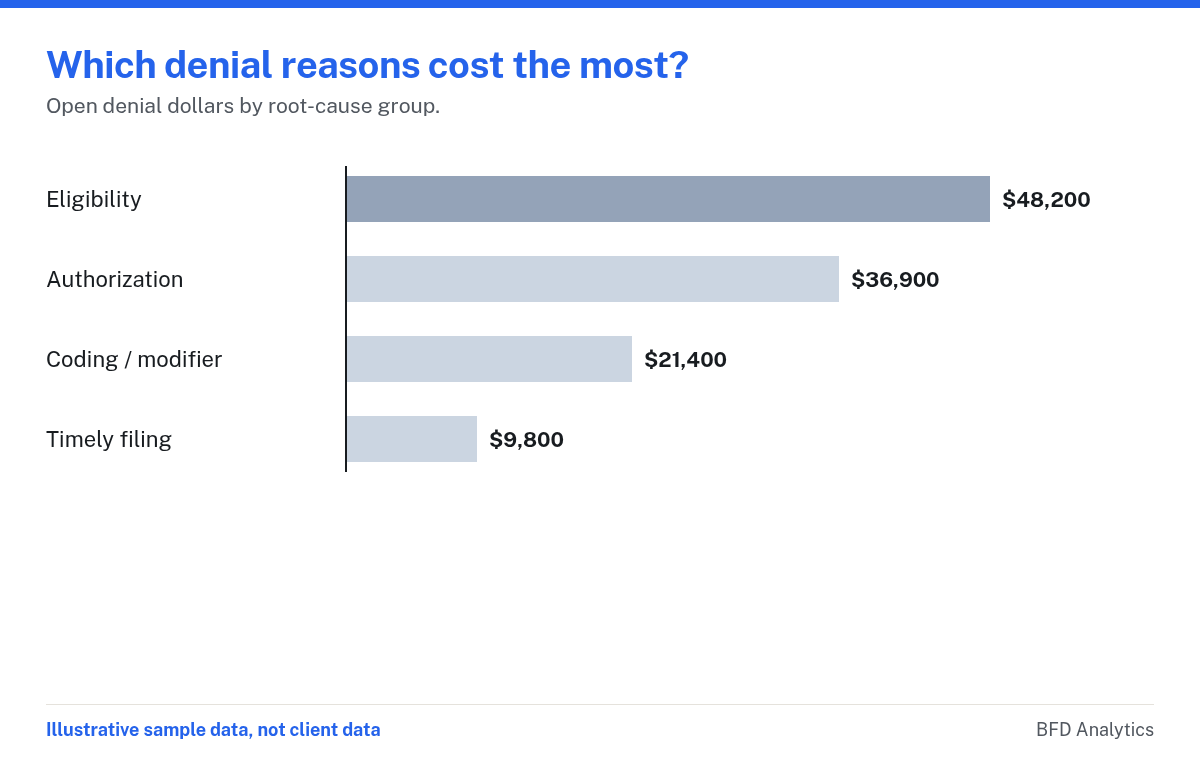 Which denial reasons cost the most?
Open denial dollars by root-cause group.
Eligibility
$48,200
Authorization
$36,900
Coding / modifier
$21,400
Timely filing
$9,800
Illustrative sample data, not client data
BFD Analytics